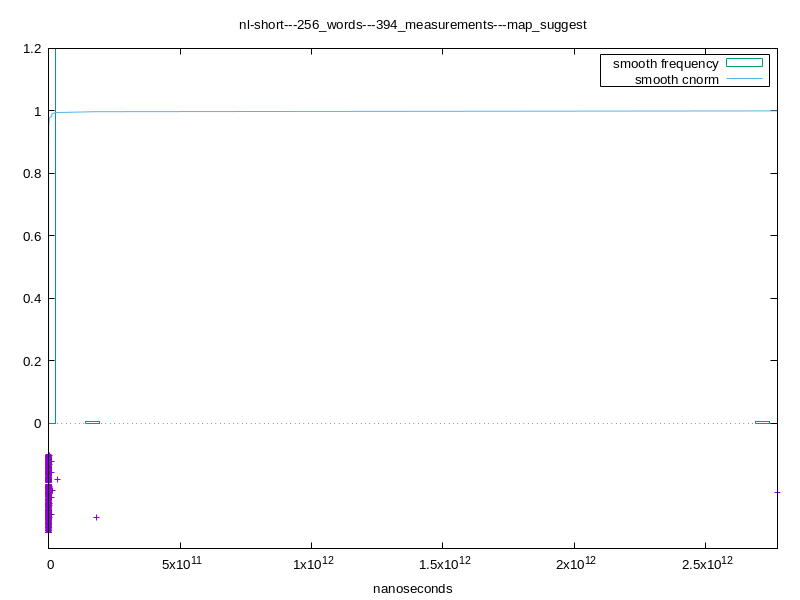 nl-short---256_words---394_measurements---map_suggest
1.2
smooth frequency
smooth cnorm
1
0.8
0.6
0.4
0.2
0
0 5x10^11 1x10^12 1.5x10^12 2x10^12 2.5x10^12
nanoseconds